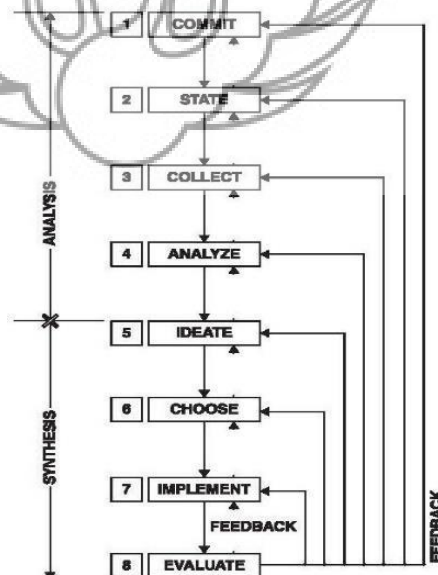 1 COMMIT
2 STATE
3 COLLECT
ANALYSIS
4 ANALYZE
5 IDEATE
6 CHOOSE
SYNTHESIS
7 IMPLEMENT
FEEDBACK
8 EVALUATE
FEEDBACK